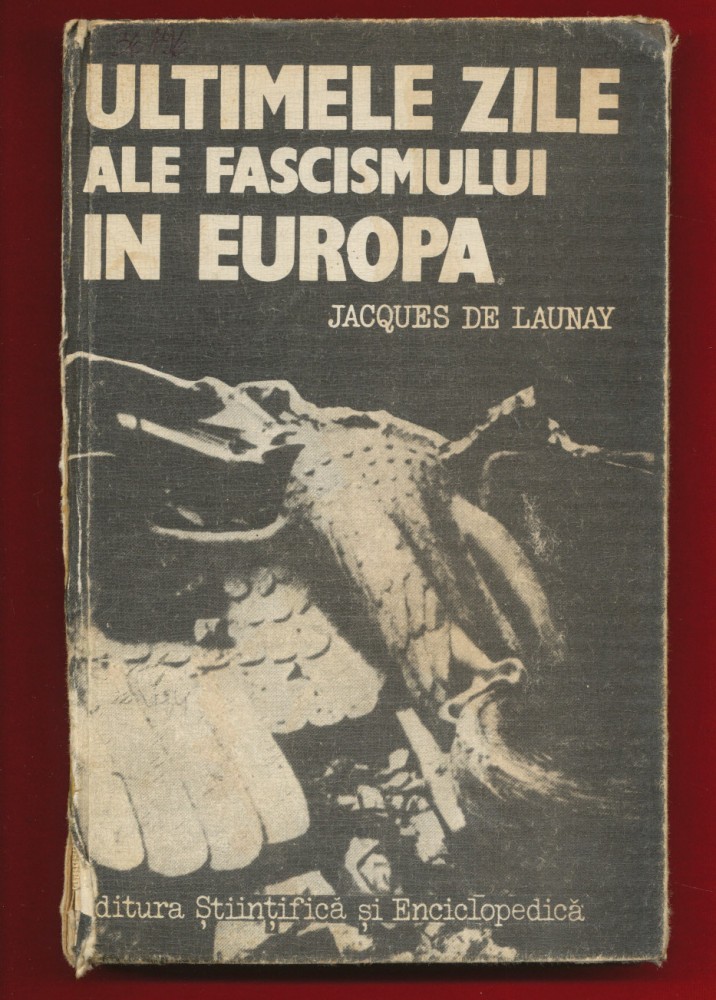 ULTIMELE ZILE
ALE FASCISMULUI
IN EUROPA
JACQUES DE LAUNAY
ditura Științifică și Enciclopedică